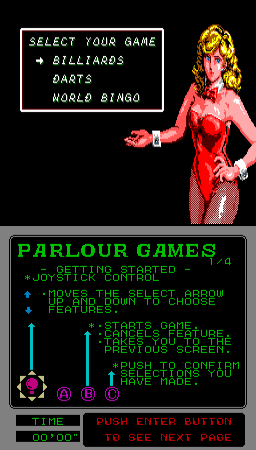 SELECT YOUR GAME
➔ BILLIARDS
DARTS
WORLD BINGO
PARLOUR GAMES
1/4
- GETTING STARTED -
*JOYSTICK CONTROL
↑ ·MOVES THE SELECT ARROW
↓ UP AND DOWN TO CHOOSE
FEATURES.
*·STARTS GAME.
·CANCELS FEATURE.
·TAKES YOU TO THE
PREVIOUS SCREEN.
*PUSH TO CONFIRM
SELECTIONS YOU
HAVE MADE.
A B C
TIME
00'00"
PUSH ENTER BUTTON
TO SEE NEXT PAGE